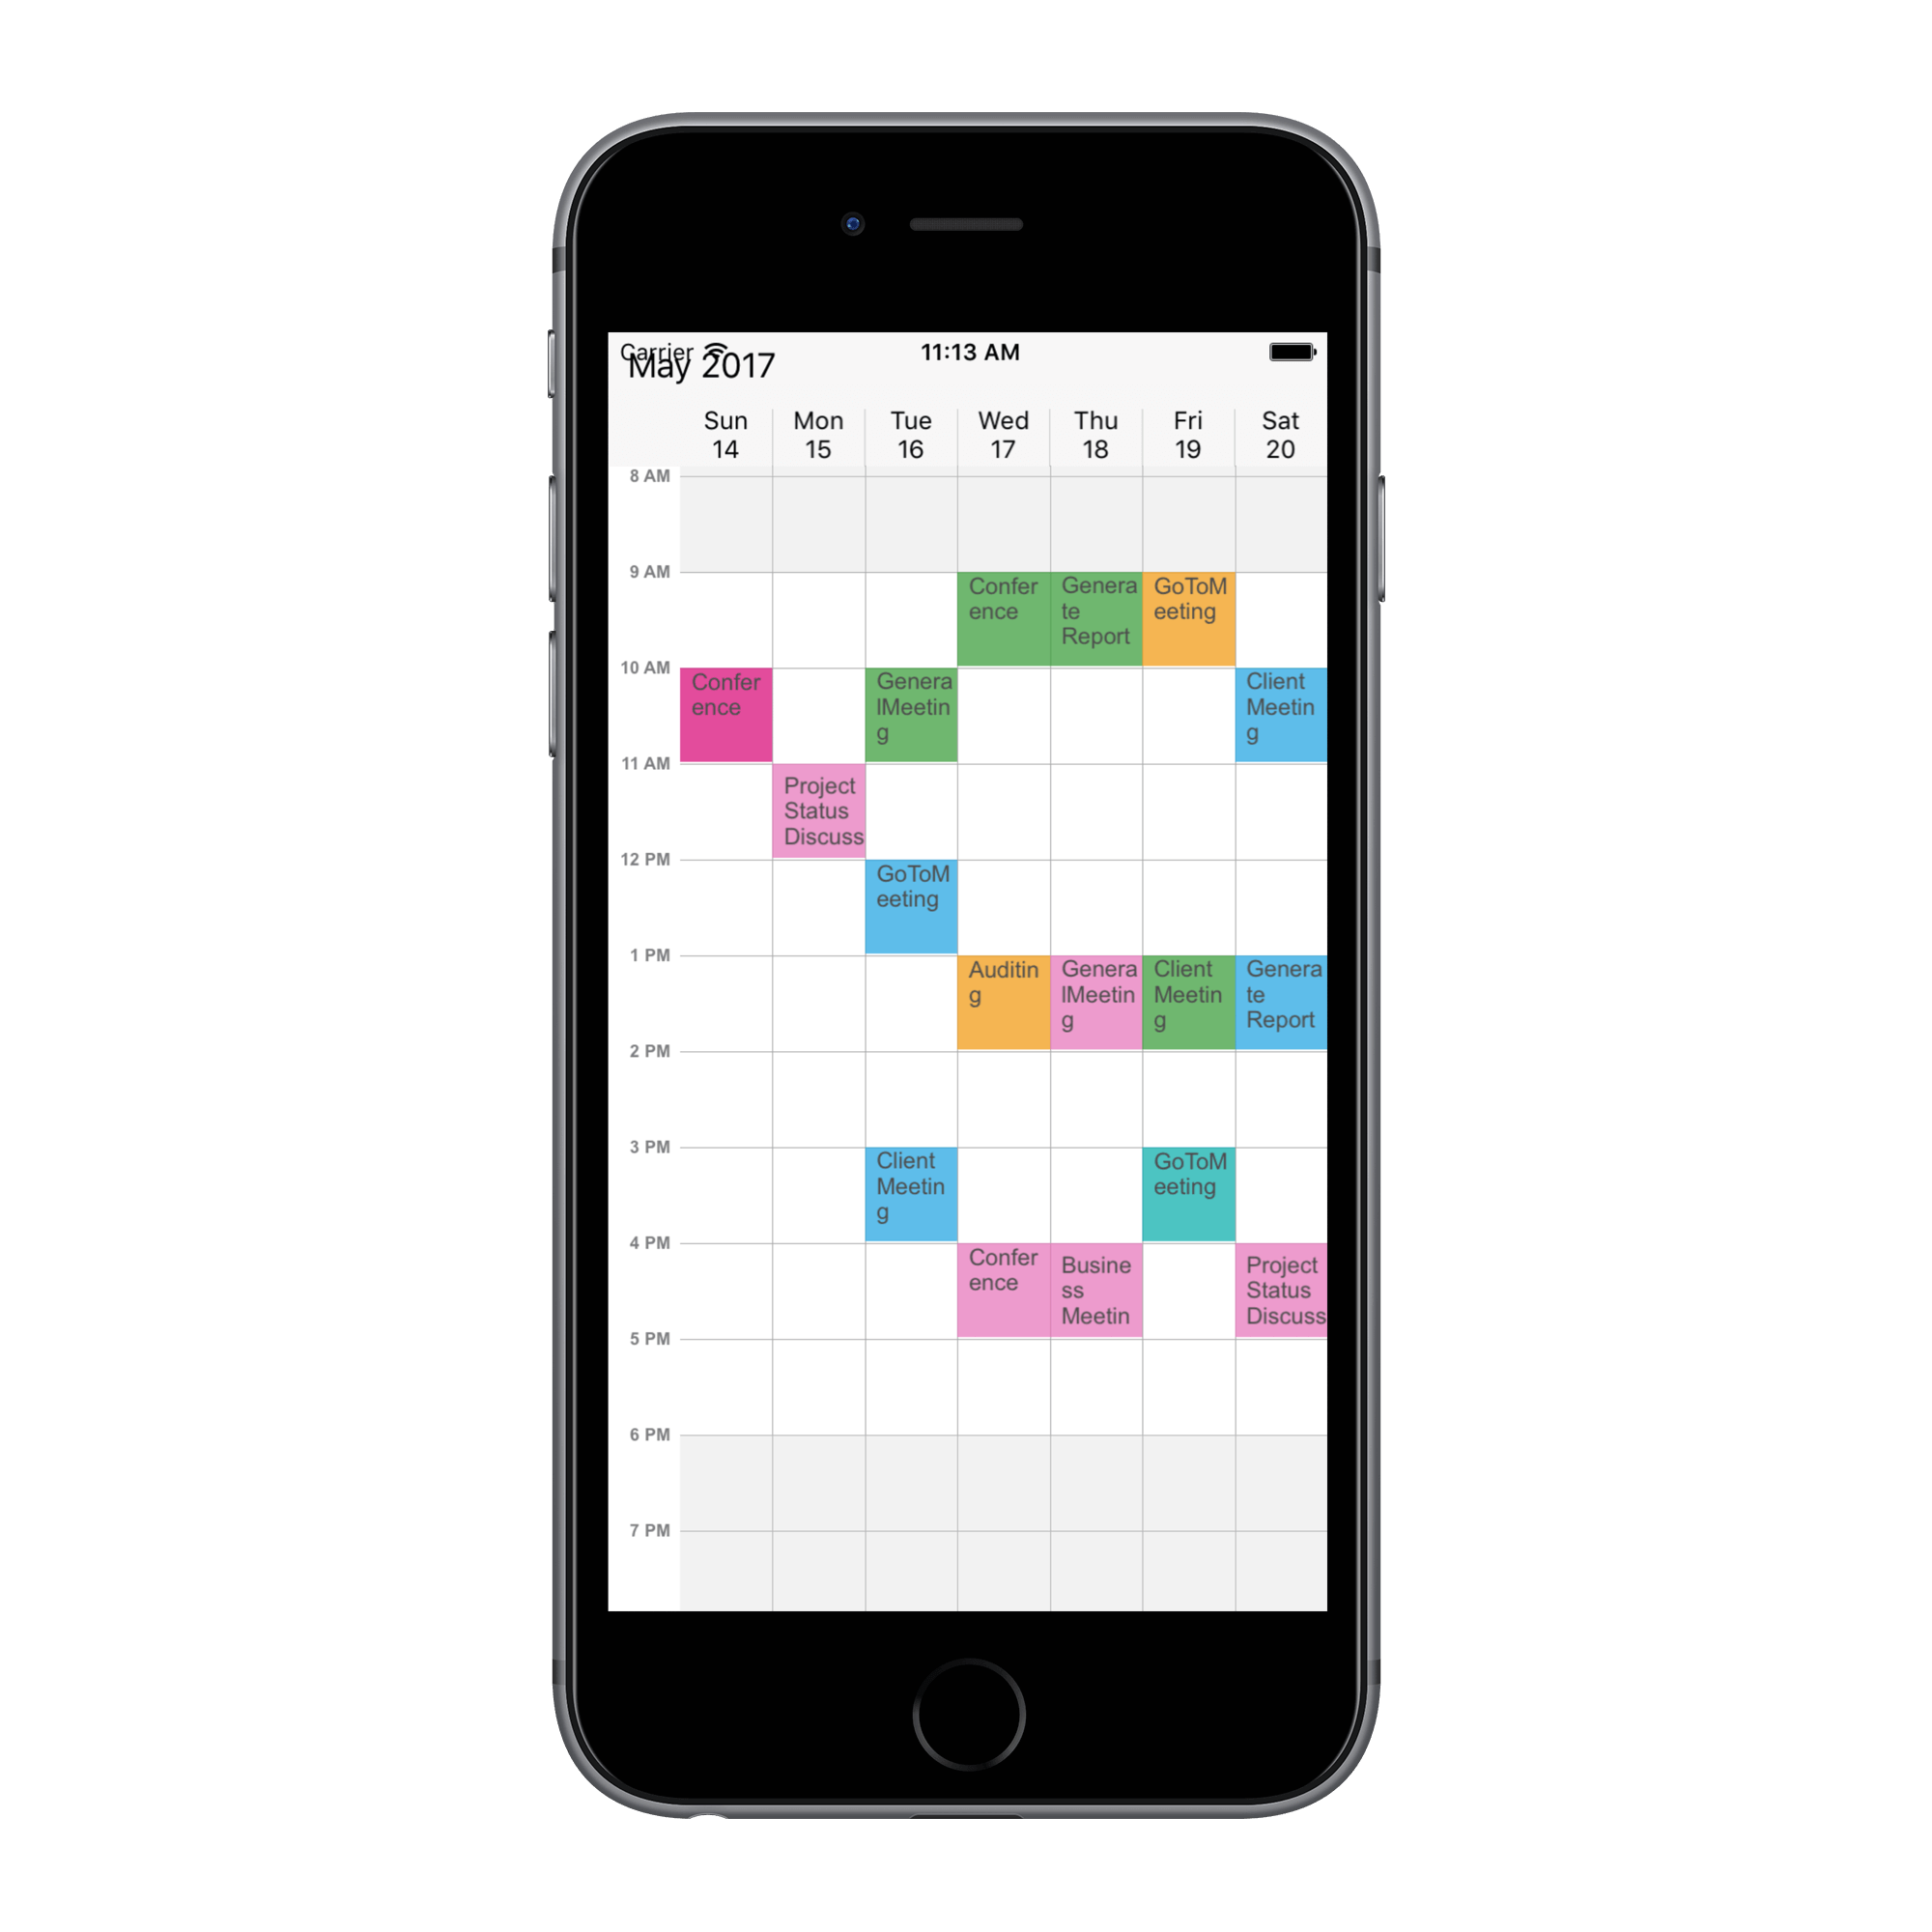 Carrier 11:13 AM
May 2017
Sun Mon Tue Wed Thu Fri Sat
14 15 16 17 18 19 20
8 AM
9 AM
Confer
ence
Genera
te
Report
GoToM
eeting
10 AM
Confer
ence
Genera
lMeetin
g
Client
Meetin
g
11 AM
Project
Status
Discuss
12 PM
GoToM
eeting
1 PM
Auditin
g
Genera
lMeetin
g
Client
Meetin
g
Genera
te
Report
2 PM
3 PM
Client
Meetin
g
GoToM
eeting
4 PM
Confer
ence
Busine
ss
Meetin
Project
Status
Discuss
5 PM
6 PM
7 PM